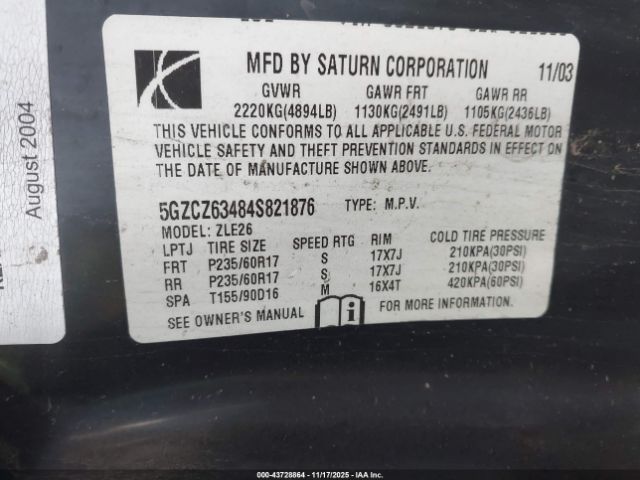 August 2004
MFD BY SATURN CORPORATION 11/03
GVWR GAWR FRT GAWR RR
2220KG(4894LB) 1130KG(2491LB) 1105KG(2436LB)
THIS VEHICLE CONFORMS TO ALL APPLICABLE U.S. FEDERAL MOTOR
VEHICLE SAFETY AND THEFT PREVENTION STANDARDS IN EFFECT ON
THE DATE OF MANUFACTURE SHOWN ABOVE.
5GZCZ63484S821876 TYPE: M.P.V.
MODEL: ZLE26
LPTJ TIRE SIZE SPEED RTG RIM COLD TIRE PRESSURE
FRT P235/60R17 S 17X7J 210KPA(30PSI)
RR P235/60R17 S 17X7J 210KPA(30PSI)
SPA T155/90D16 M 16X4T 420KPA(60PSI)
SEE OWNER'S MANUAL FOR MORE INFORMATION.
000-43728864 - 11/17/2025 - IAA Inc. Copyright